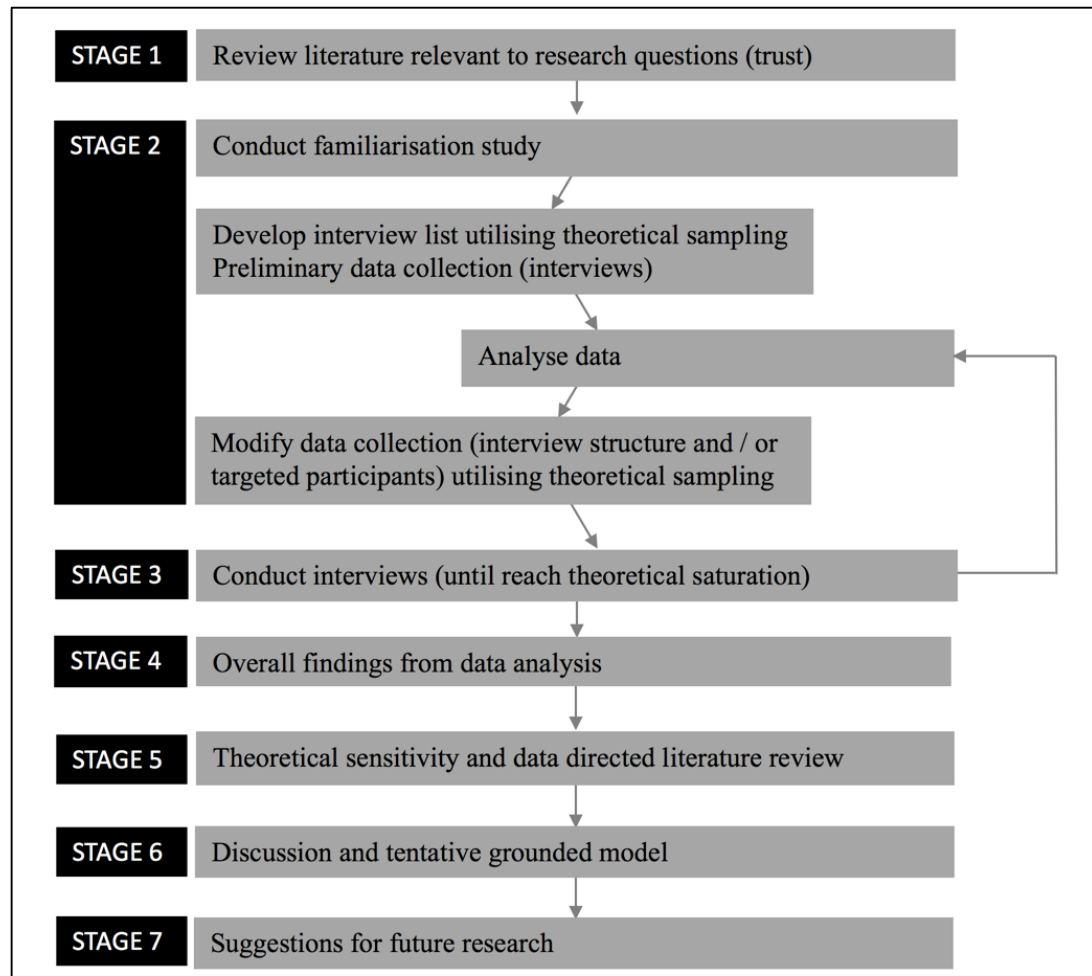 STAGE 1
Review literature relevant to research questions (trust)
STAGE 2
Conduct familiarisation study
Develop interview list utilising theoretical sampling
Preliminary data collection (interviews)
Analyse data
Modify data collection (interview structure and / or
targeted participants) utilising theoretical sampling
STAGE 3
Conduct interviews (until reach theoretical saturation)
STAGE 4
Overall findings from data analysis
STAGE 5
Theoretical sensitivity and data directed literature review
STAGE 6
Discussion and tentative grounded model
STAGE 7
Suggestions for future research